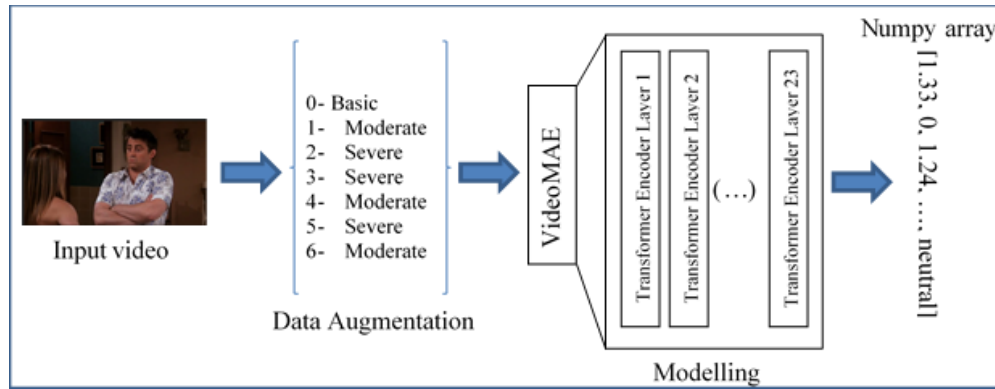 Input video
0- Basic
1- Moderate
2- Severe
3- Severe
4- Moderate
5- Severe
6- Moderate
Data Augmentation
VideoMAE
Transformer Encoder Layer 1
Transformer Encoder Layer 2
(…)
Transformer Encoder Layer 23
Modelling
Numpy array
[1.33, 0, 1.24, …, neutral]